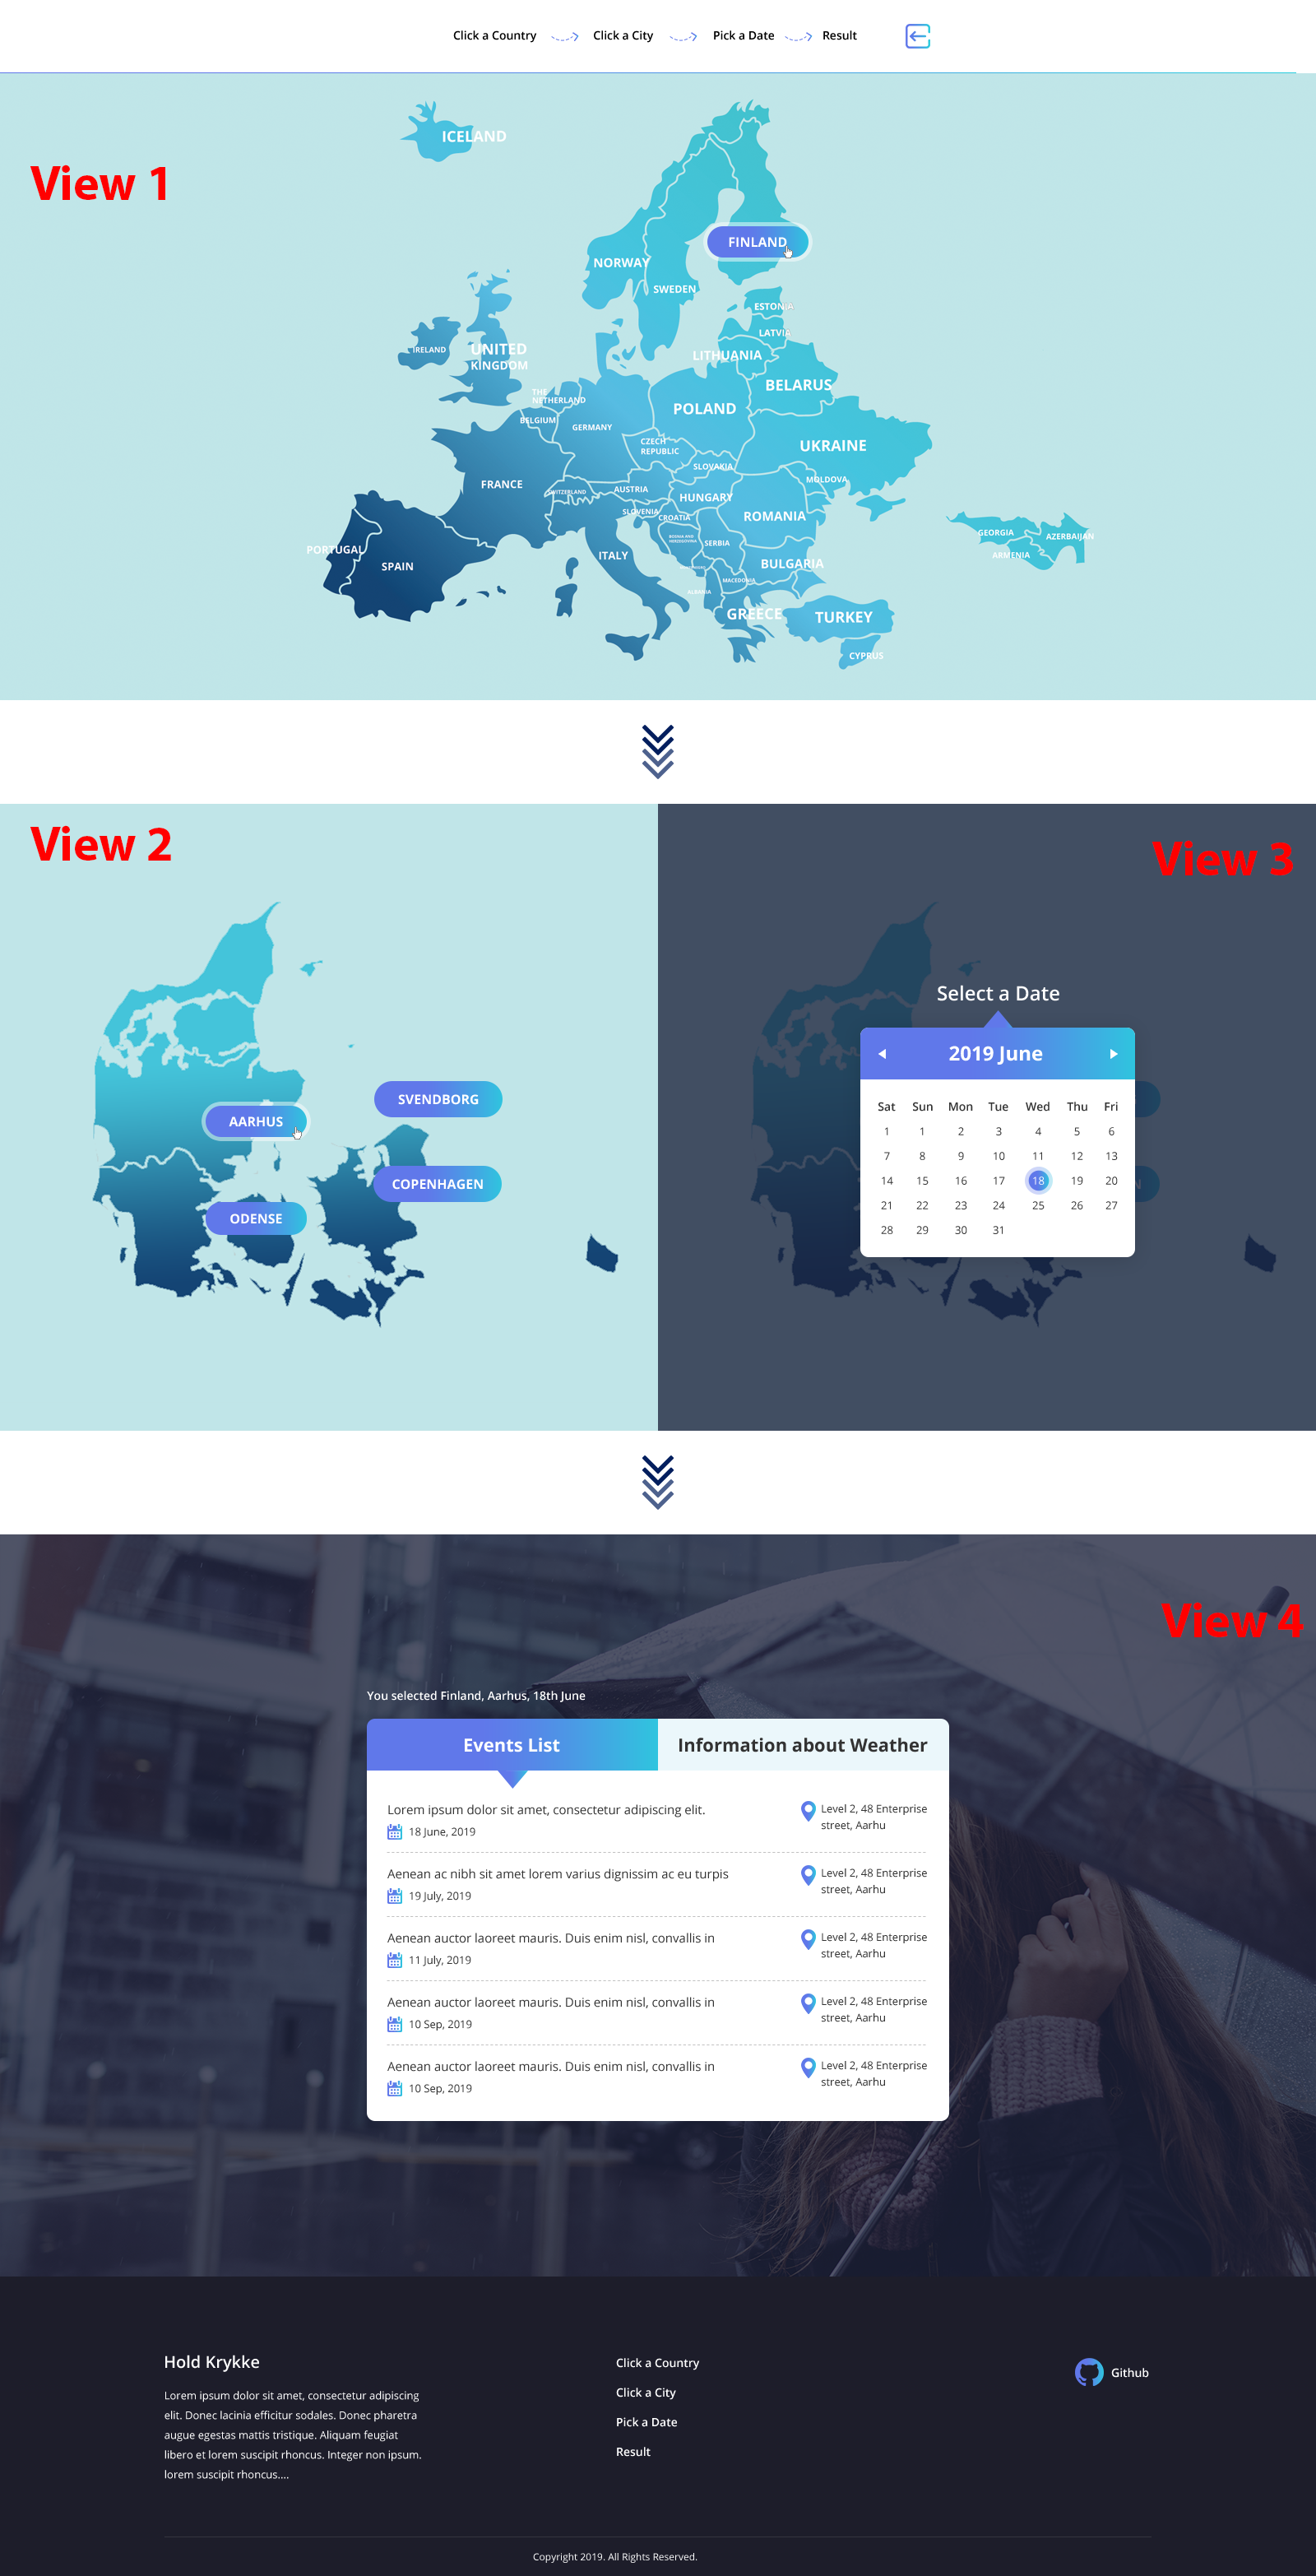 Click a Country
Click a City
Pick a Date
Result
View 1
ICELAND
FINLAND
NORWAY
SWEDEN
ESTONIA
LATVIA
LITHUANIA
IRELAND
UNITED
KINGDOM
BELARUS
THE
NETHERLAND
POLAND
BELGIUM
GERMANY
CZECH
REPUBLIC
UKRAINE
SLOVAKIA
MOLDOVA
FRANCE
SWITZERLAND
AUSTRIA
HUNGARY
SLOVENIA
CROATIA
ROMANIA
GEORGIA
AZERBAIJAN
BOSNIA AND
HERZEGOVINA
SERBIA
PORTUGAL
SPAIN
ITALY
ARMENIA
BULGARIA
MACEDONIA
ALBANIA
GREECE
TURKEY
CYPRUS
View 2
AARHUS
SVENDBORG
COPENHAGEN
ODENSE
View 3
Select a Date
2019 June
Sat Sun Mon Tue Wed Thu Fri
1 1 2 3 4 5 6
7 8 9 10 11 12 13
14 15 16 17 18 19 20
21 22 23 24 25 26 27
28 29 30 31
N
View 4
You selected Finland, Aarhus, 18th June
Events List
Information about Weather
Lorem ipsum dolor sit amet, consectetur adipiscing elit.
18 June, 2019
Level 2, 48 Enterprise
street, Aarhu
Aenean ac nibh sit amet lorem varius dignissim ac eu turpis
19 July, 2019
Level 2, 48 Enterprise
street, Aarhu
Aenean auctor laoreet mauris. Duis enim nisl, convallis in
11 July, 2019
Level 2, 48 Enterprise
street, Aarhu
Aenean auctor laoreet mauris. Duis enim nisl, convallis in
10 Sep, 2019
Level 2, 48 Enterprise
street, Aarhu
Aenean auctor laoreet mauris. Duis enim nisl, convallis in
10 Sep, 2019
Level 2, 48 Enterprise
street, Aarhu
Hold Krykke
Lorem ipsum dolor sit amet, consectetur adipiscing
elit. Donec lacinia efficitur sodales. Donec pharetra
augue egestas mattis tristique. Aliquam feugiat
libero et lorem suscipit rhoncus. Integer non ipsum.
lorem suscipit rhoncus....
Click a Country
Click a City
Pick a Date
Result
Github
Copyright 2019. All Rights Reserved.